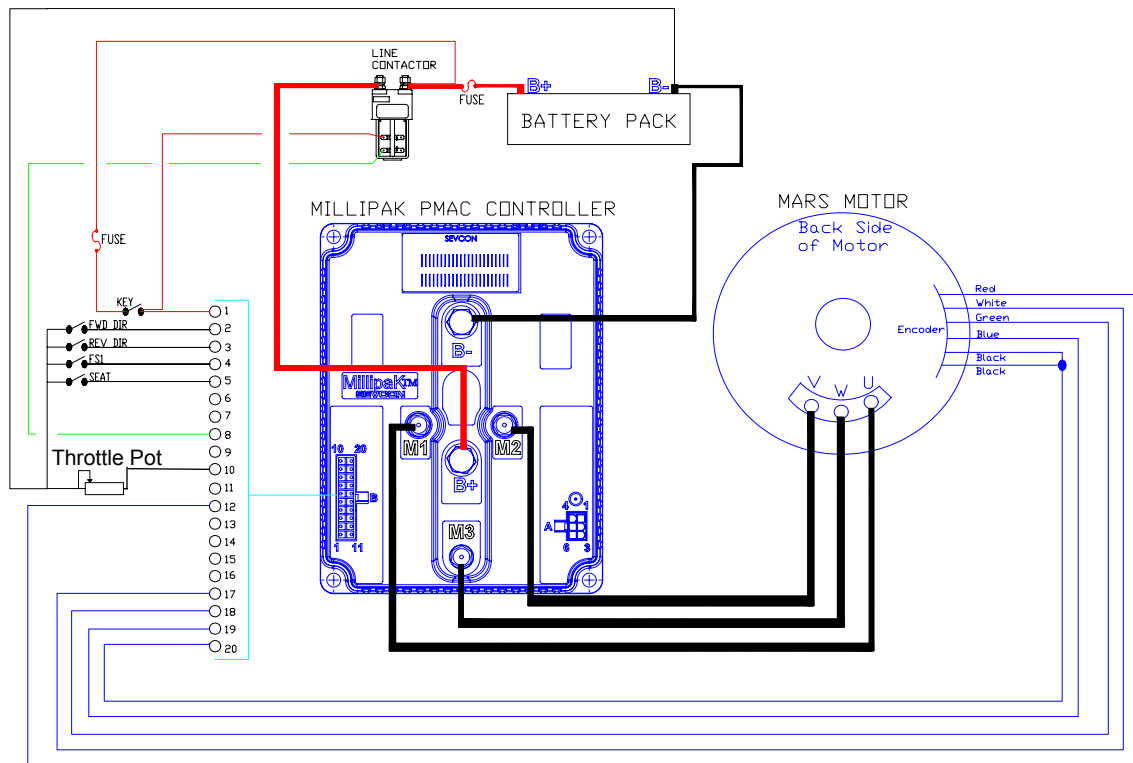 LINE
CONTACTOR
FUSE
B+
B-
BATTERY PACK
MILLIPAK PMAC CONTROLLER
MARS MOTOR
SEVCON
Back Side
of Motor
FUSE
KEY
FWD DIR
REV DIR
FS1
SEAT
1
2
3
4
5
6
7
8
9
10
11
12
13
14
15
16
17
18
19
20
Throttle Pot
B-
Millipak™
SEVCON
M1
M2
B+
M3
10 20
B
1 11
4 1
A
6 3
Encoder
Red
White
Green
Blue
Black
Black
V
W
U